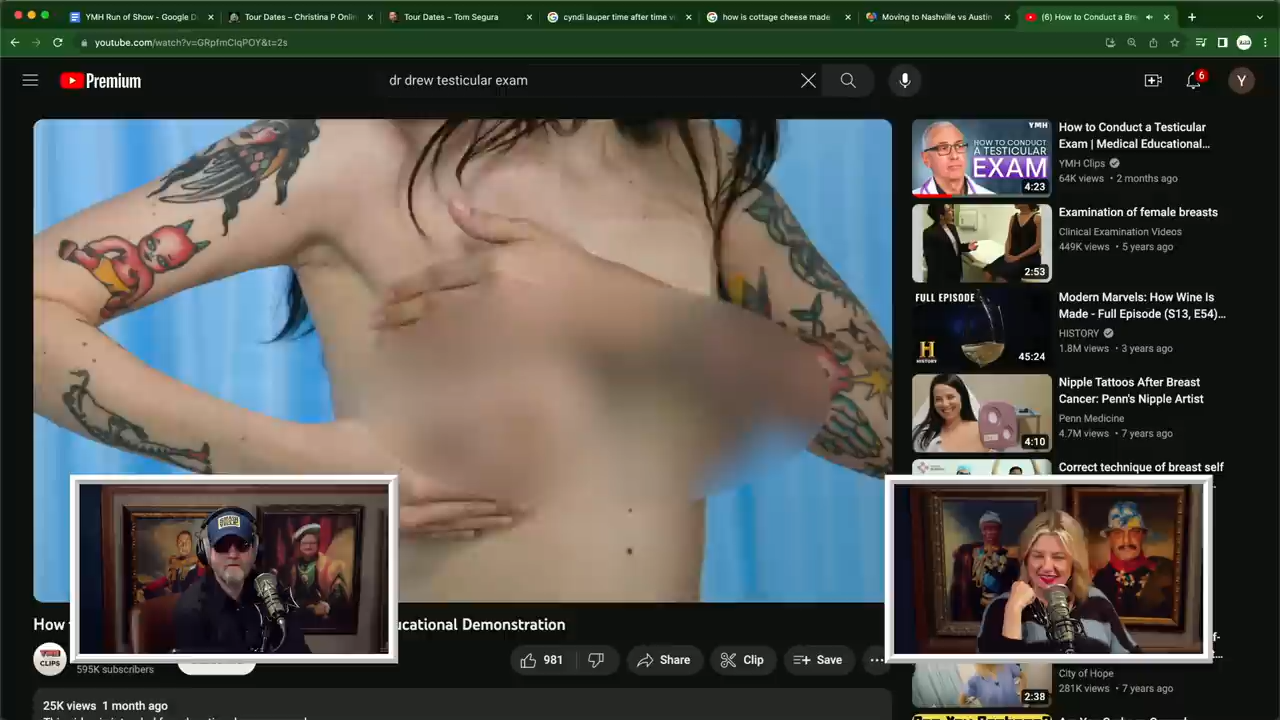 YMH Run of Show - Google D
Tour Dates – Christina P Onlin
Tour Dates – Tom Segura
cyndi lauper time after time v
how is cottage cheese made
Moving to Nashville vs Austin
(6) How to Conduct a Bre
youtube.com/watch?v=GRpfmCIqPOY&t=2s
Premium
dr drew testicular exam
6
Y
YMH
HOW TO CONDUCT
A TESTICULAR
EXAM
4:23
How to Conduct a Testicular
Exam | Medical Educational...
YMH Clips
64K views • 2 months ago
2:53
Examination of female breasts
Clinical Examination Videos
449K views • 5 years ago
FULL EPISODE
H
HISTORY
45:24
Modern Marvels: How Wine Is
Made - Full Episode (S13, E54)...
HISTORY
1.8M views • 3 years ago
4:10
Nipple Tattoos After Breast
Cancer: Penn's Nipple Artist
Penn Medicine
4.7M views • 7 years ago
Correct technique of breast self
How
ucational Demonstration
YMH
CLIPS
595K subscribers
981
Share
Clip
Save
2:38
City of Hope
281K views • 7 years ago
25K views 1 month ago